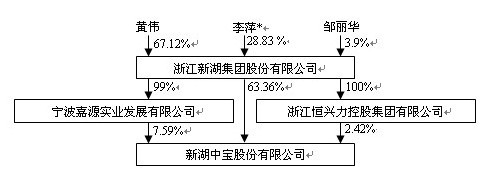 黄伟 李萍* 邹丽华
67.12% 28.83 % 3.9%
浙江新湖集团股份有限公司
99% 63.36% 100%
宁波嘉源实业发展有限公司 浙江恒兴力控股集团有限公司
7.59% 2.42%
新湖中宝股份有限公司